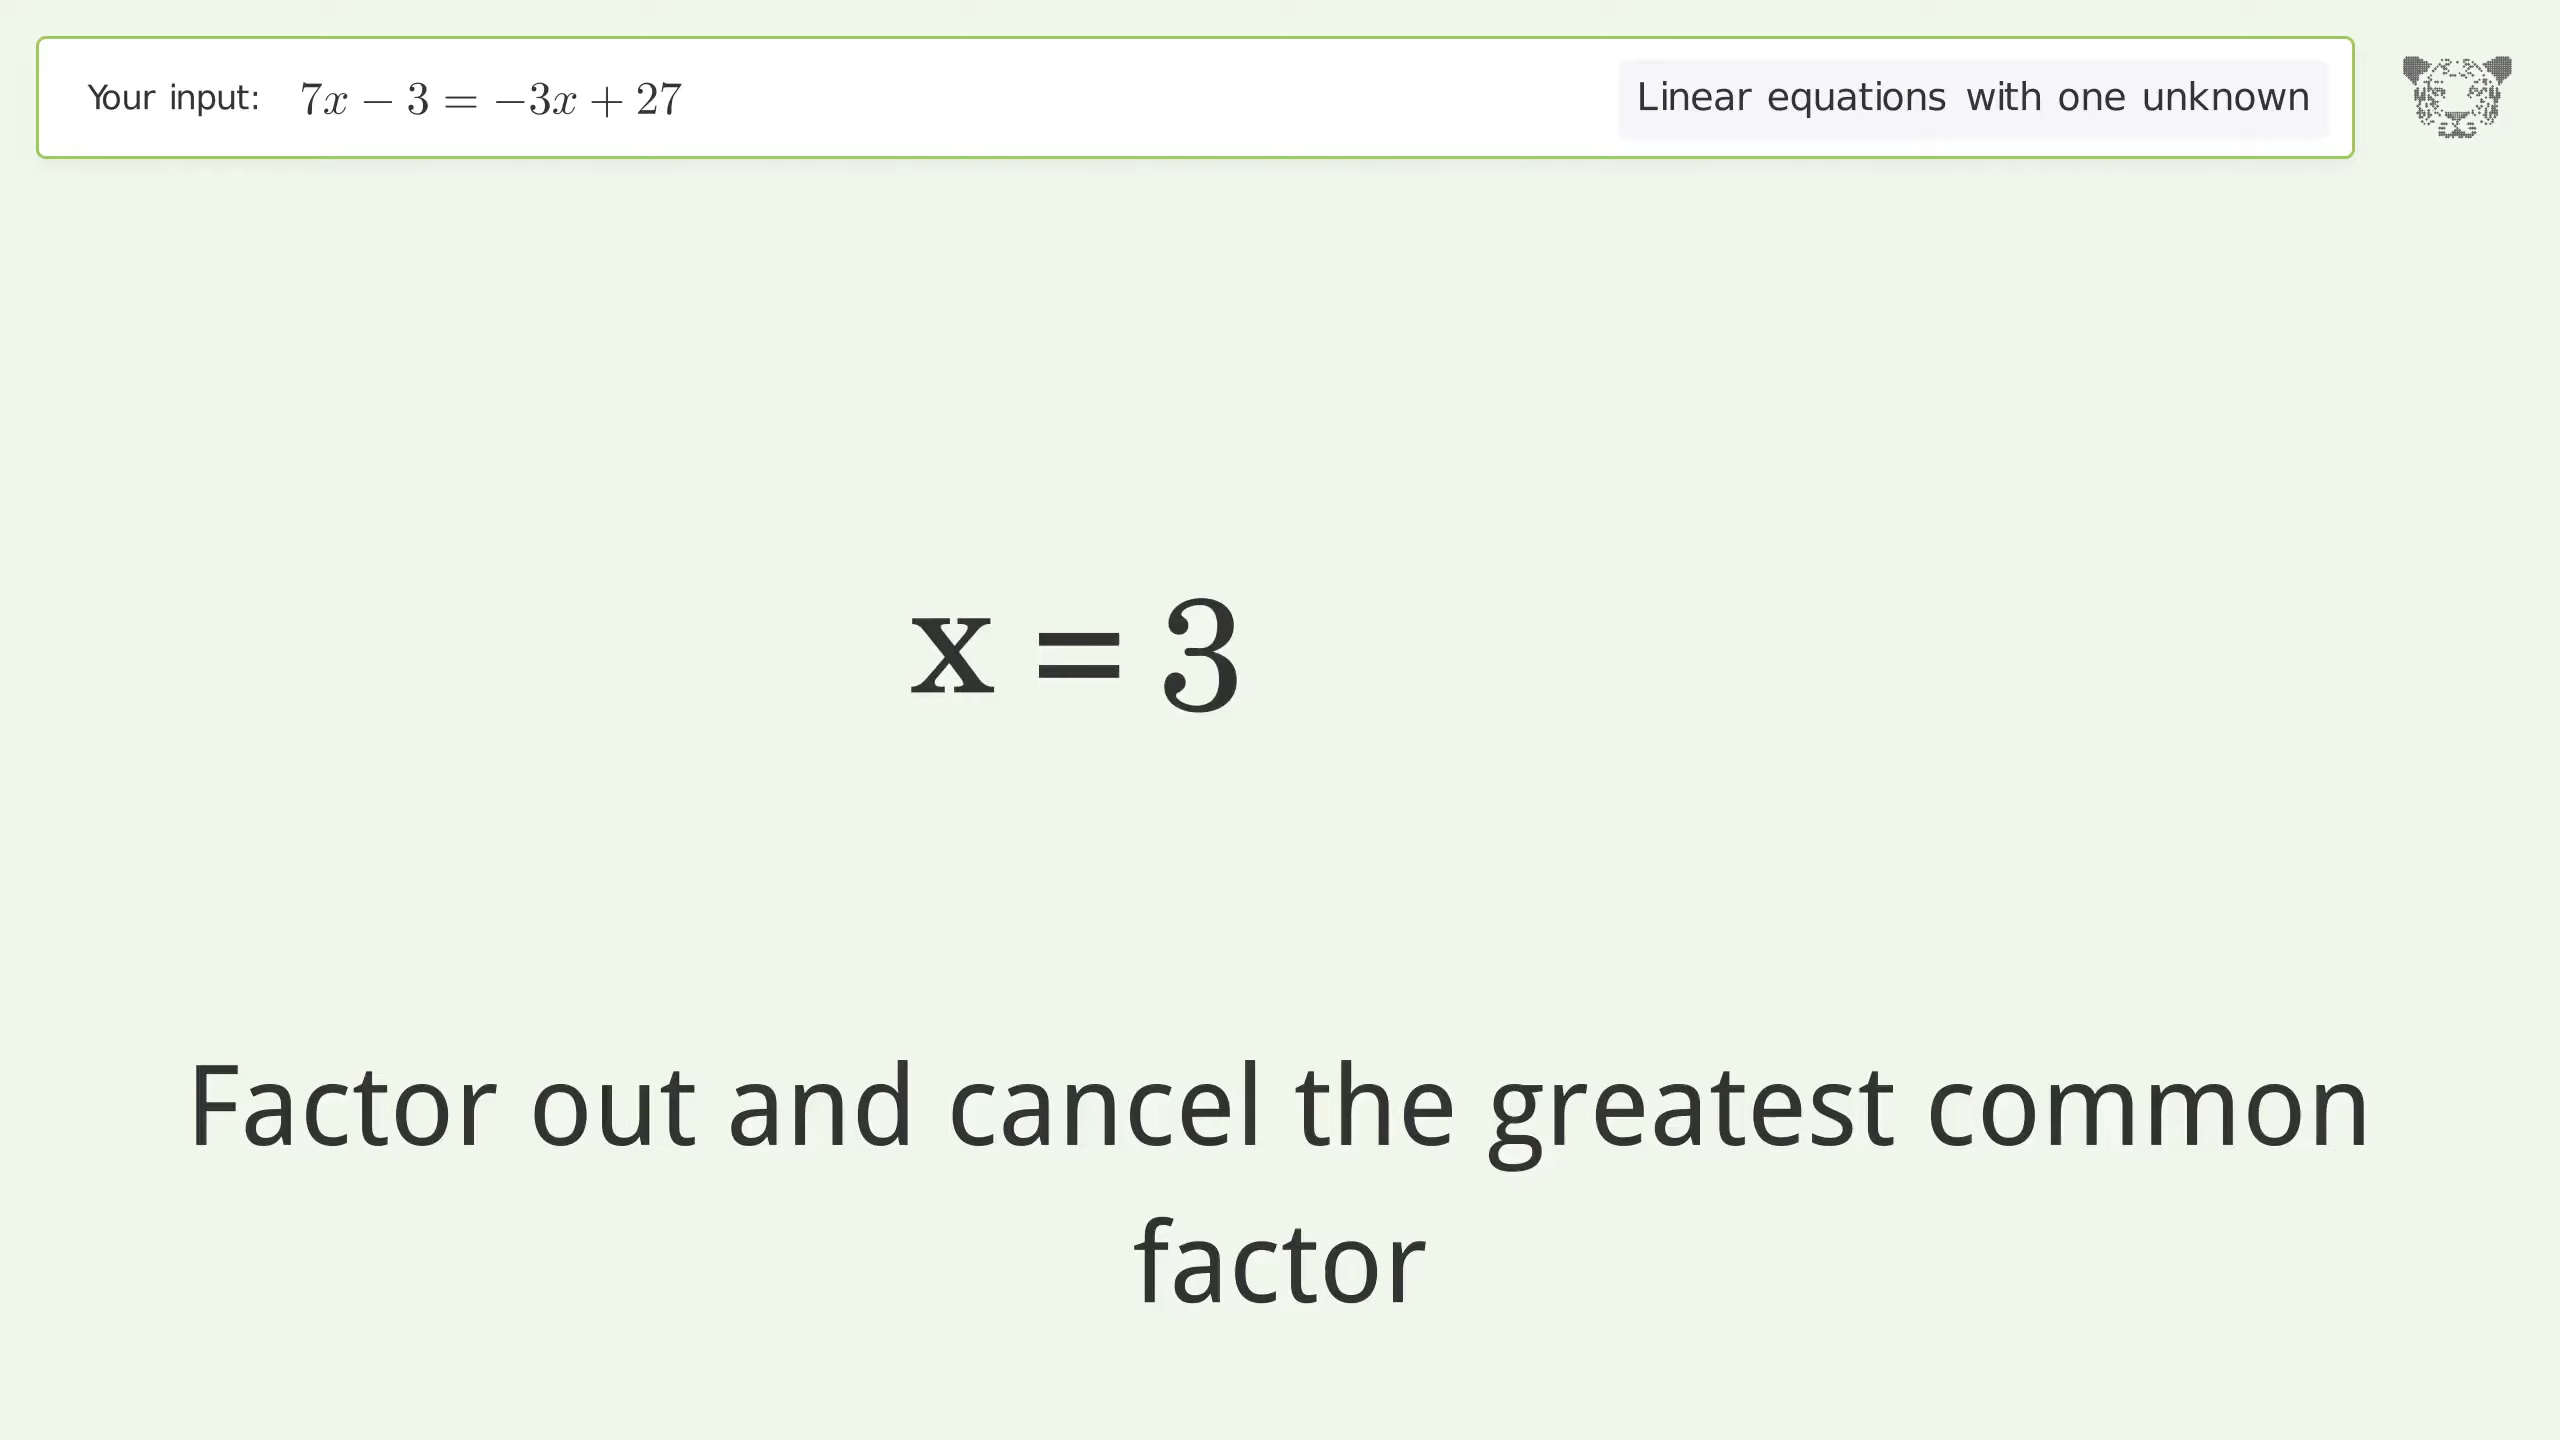 Your input: 7x − 3 = −3x + 27
Linear equations with one unknown
x = 3
Factor out and cancel the greatest common
factor